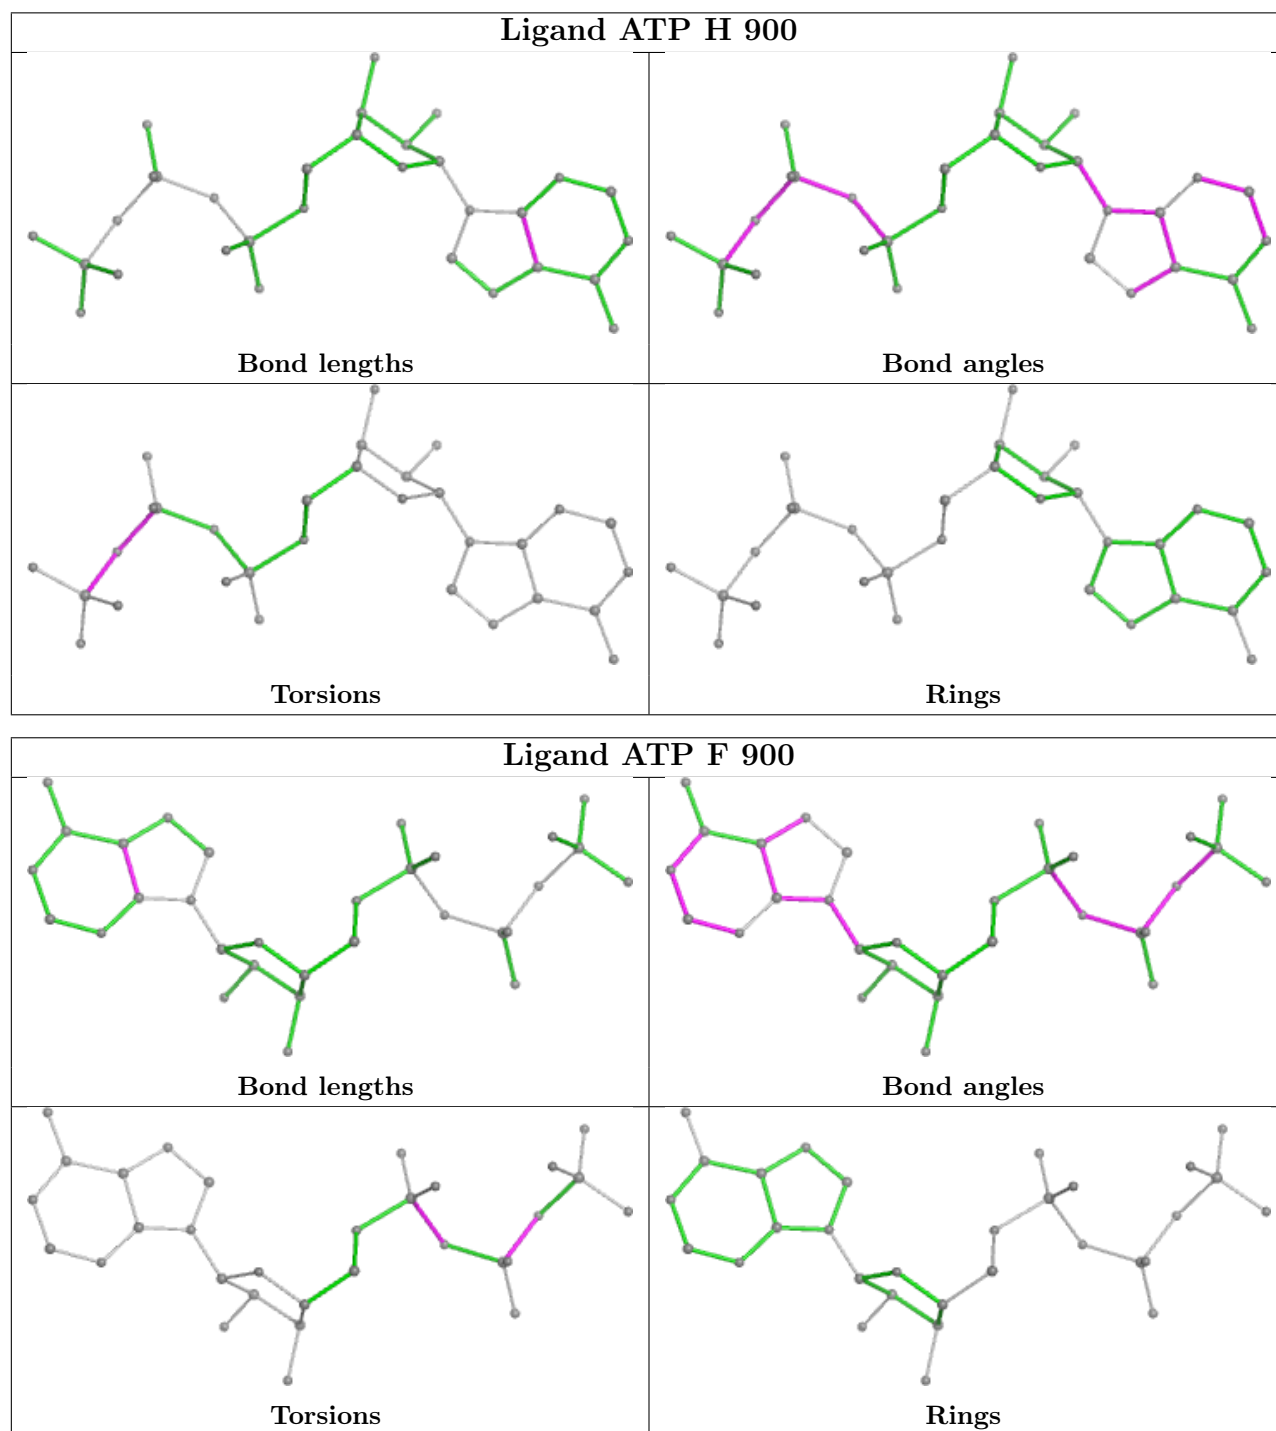 Ligand ATP H 900
Bond lengths
Bond angles
Torsions
Rings
Ligand ATP F 900
Bond lengths
Bond angles
Torsions
Rings